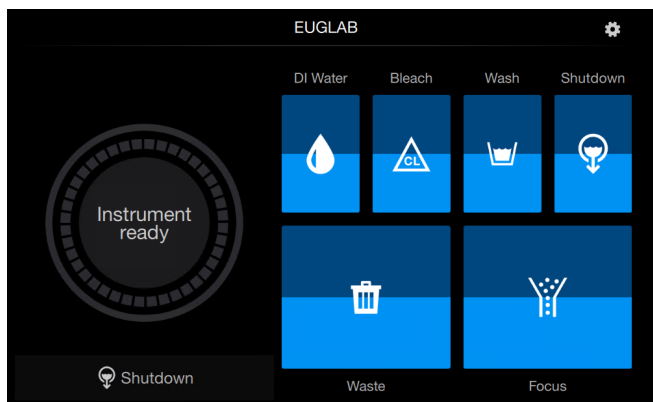 EUGLAB
DI Water Bleach Wash Shutdown
CL
Instrument
ready
Shutdown
Waste Focus